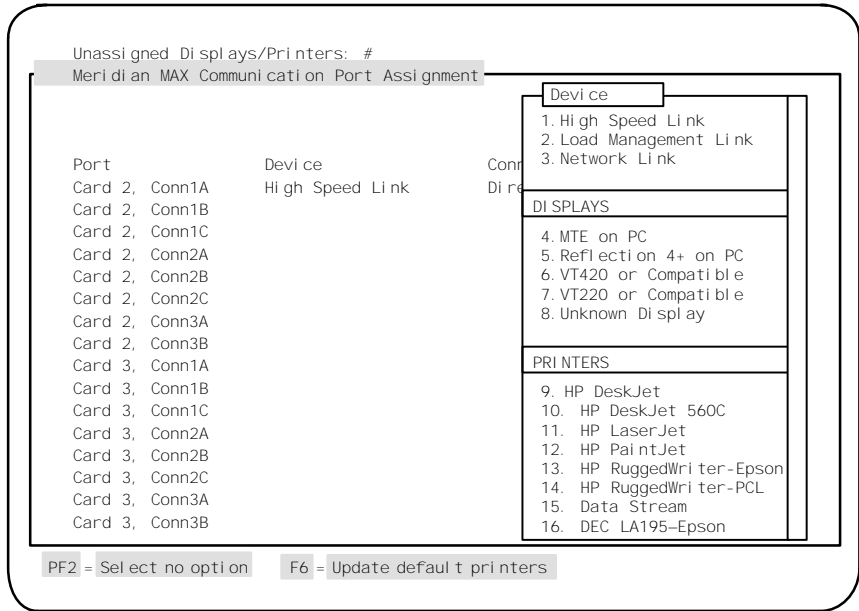 Unassigned Displays/Printers: #
Meridian MAX Communication Port Assignment
Port Device Conn
Card 2, Conn1A High Speed Link Dire
Card 2, Conn1B
Card 2, Conn1C
Card 2, Conn2A
Card 2, Conn2B
Card 2, Conn2C
Card 2, Conn3A
Card 2, Conn3B
Card 3, Conn1A
Card 3, Conn1B
Card 3, Conn1C
Card 3, Conn2A
Card 3, Conn2B
Card 3, Conn2C
Card 3, Conn3A
Card 3, Conn3B
Device
1. High Speed Link
2. Load Management Link
3. Network Link
DISPLAYS
4. MTE on PC
5. Reflection 4+ on PC
6. VT420 or Compatible
7. VT220 or Compatible
8. Unknown Display
PRINTERS
9. HP DeskJet
10. HP DeskJet 560C
11. HP LaserJet
12. HP PaintJet
13. HP RuggedWriter-Epson
14. HP RuggedWriter-PCL
15. Data Stream
16. DEC LA195–Epson
PF2 = Select no option F6 = Update default printers